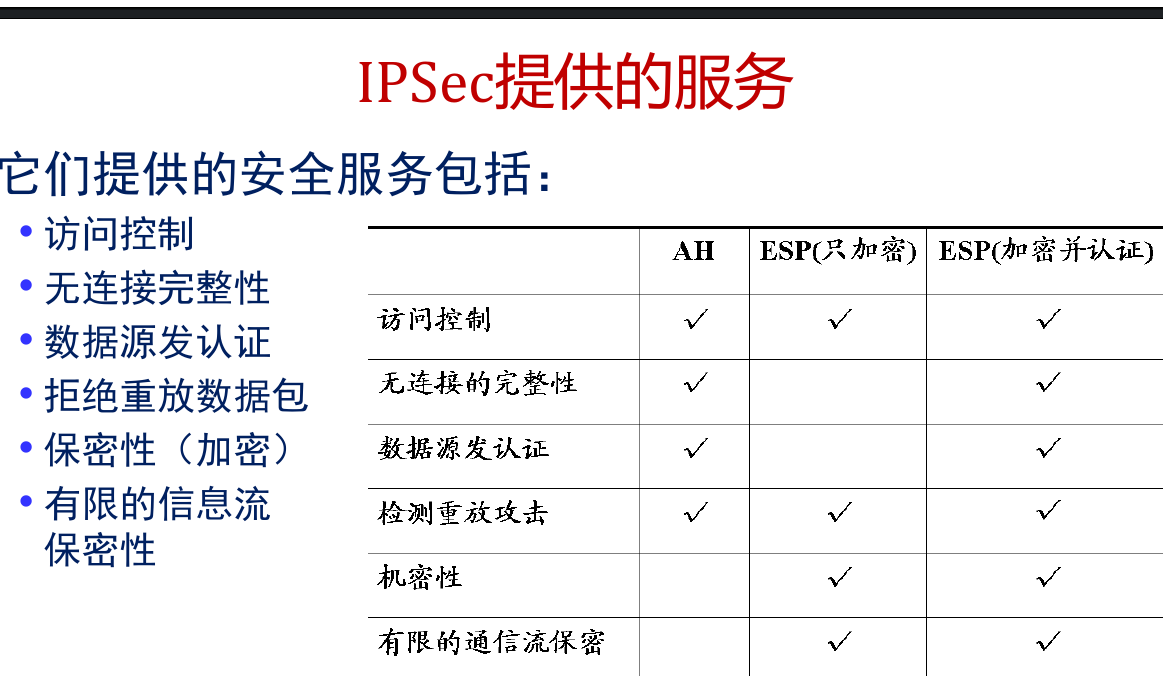 IPSec提供的服务
它们提供的安全服务包括：
• 访问控制
• 无连接完整性
• 数据源发认证
• 拒绝重放数据包
• 保密性（加密）
• 有限的信息流
保密性
AH ESP(只加密) ESP(加密并认证)
访问控制 ✓ ✓ ✓
无连接的完整性 ✓ ✓
数据源发认证 ✓ ✓
检测重放攻击 ✓ ✓ ✓
机密性 ✓ ✓
有限的通信流保密 ✓ ✓